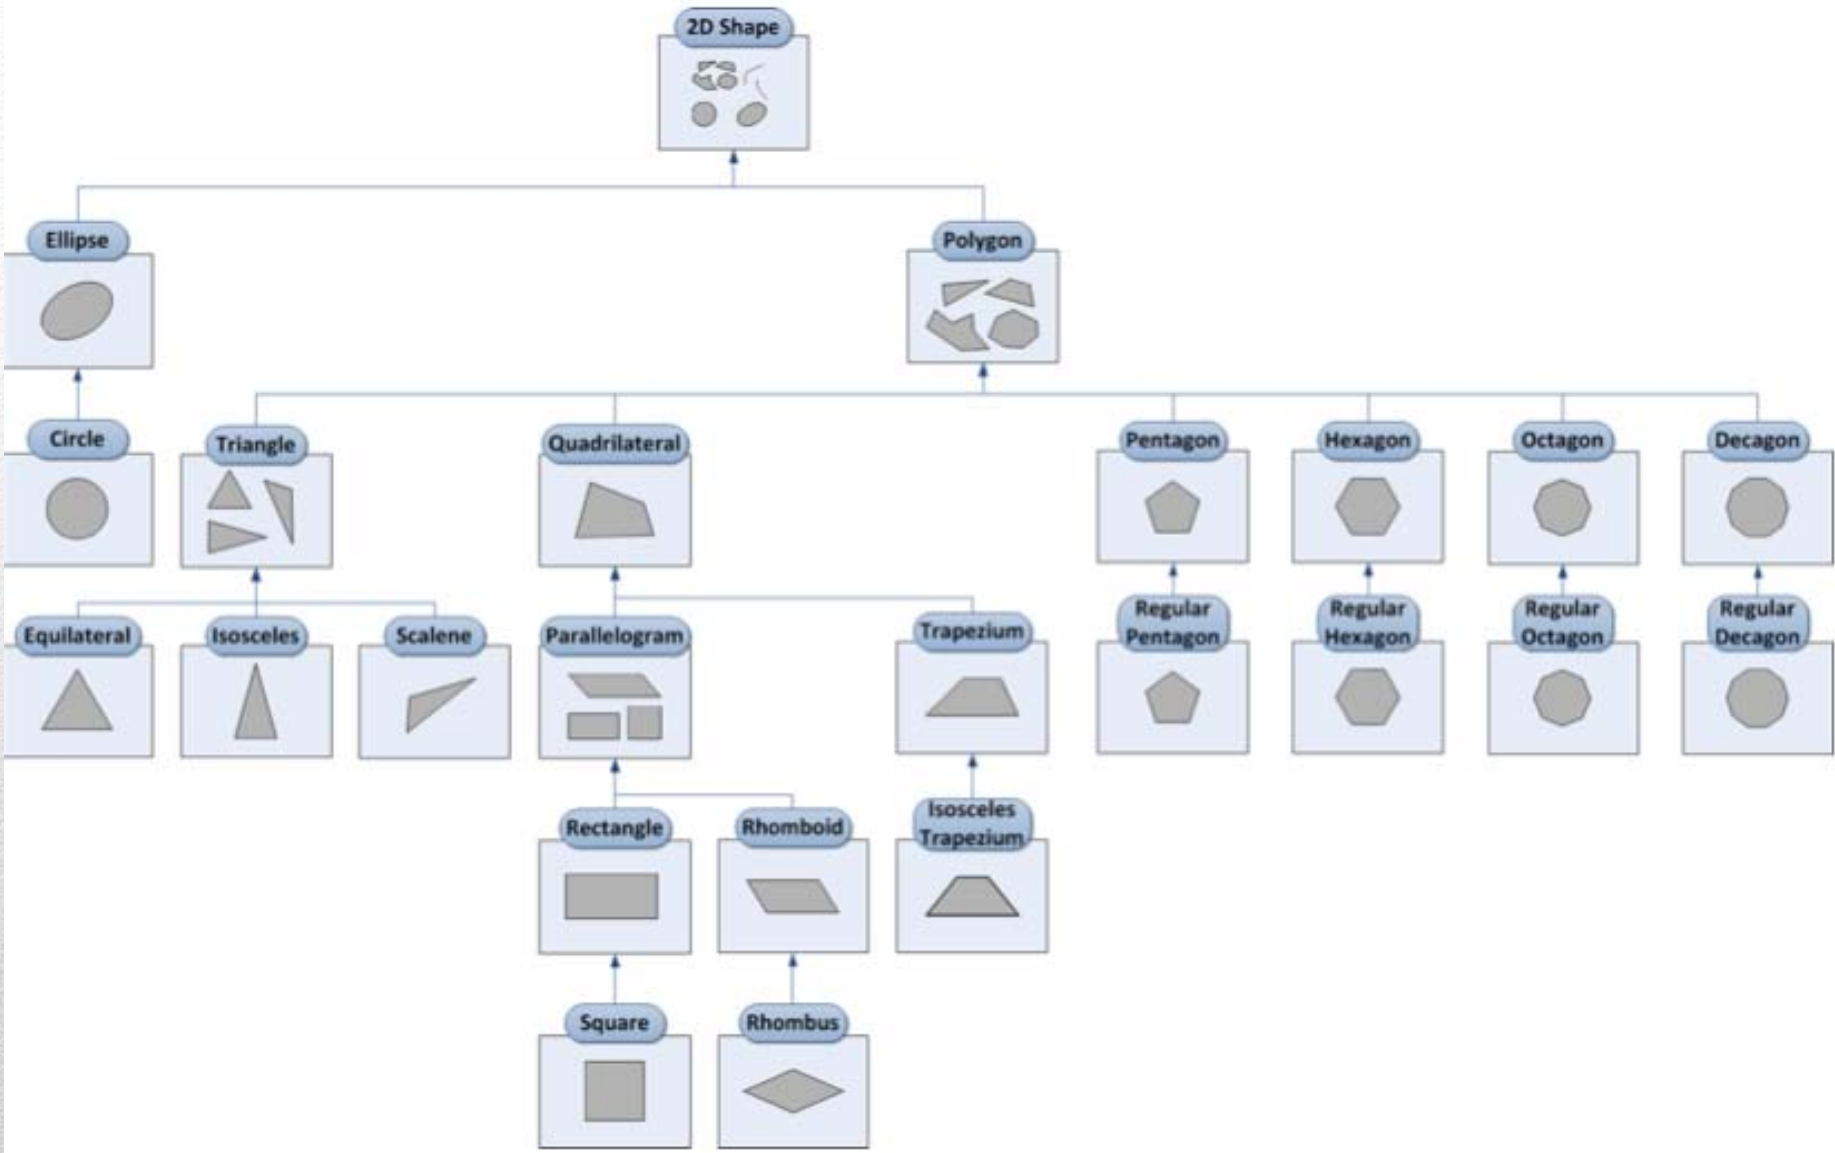 2D Shape
Ellipse
Polygon
Circle
Triangle
Quadrilateral
Pentagon
Hexagon
Octagon
Decagon
Equilateral
Isosceles
Scalene
Parallelogram
Trapezium
Regular
Pentagon
Regular
Hexagon
Regular
Octagon
Regular
Decagon
Rectangle
Rhomboid
Isosceles
Trapezium
Square
Rhombus